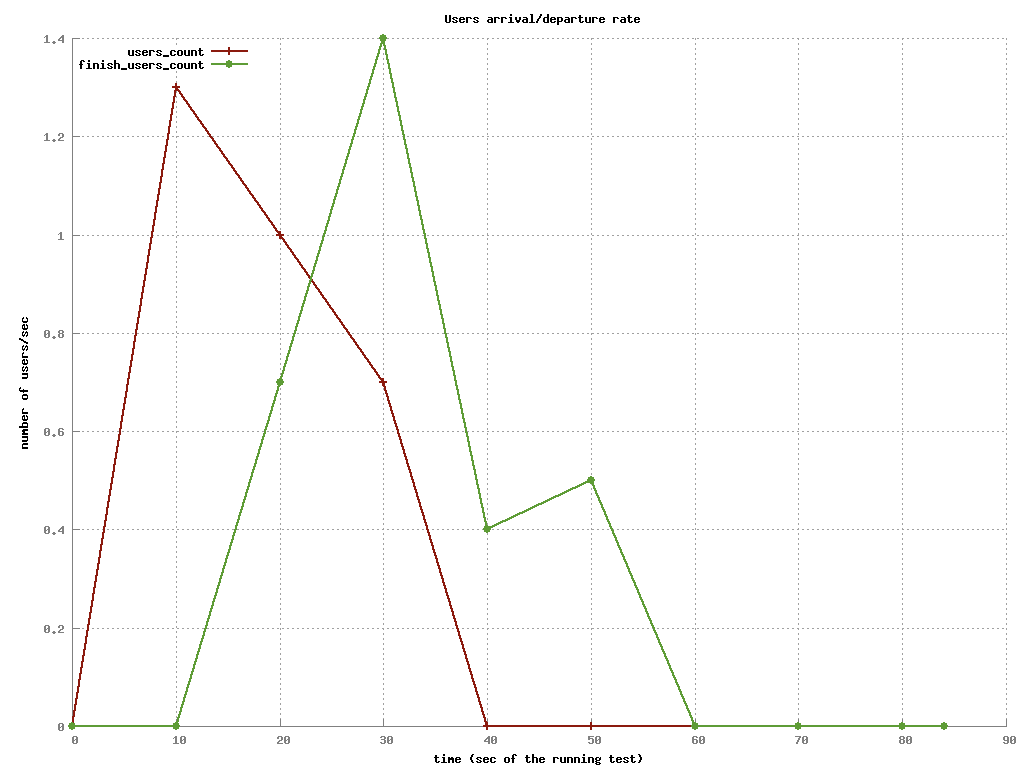 Users arrival/departure rate
1.4
users_count
finish_users_count
1.2
1
0.8
number of users/sec
0.6
0.4
0.2
0
0 10 20 30 40 50 60 70 80 90
time (sec of the running test)